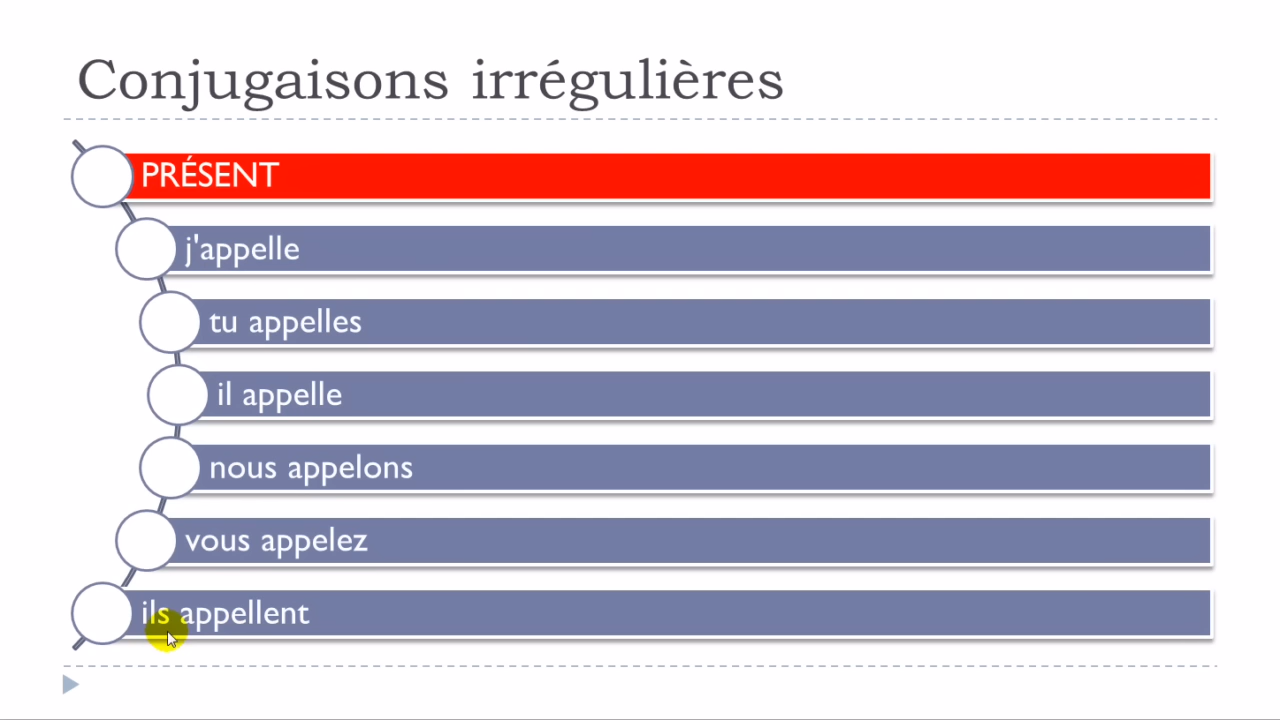 Conjugaisons irrégulières
PRÉSENT
j'appelle
tu appelles
il appelle
nous appelons
vous appelez
ils appellent